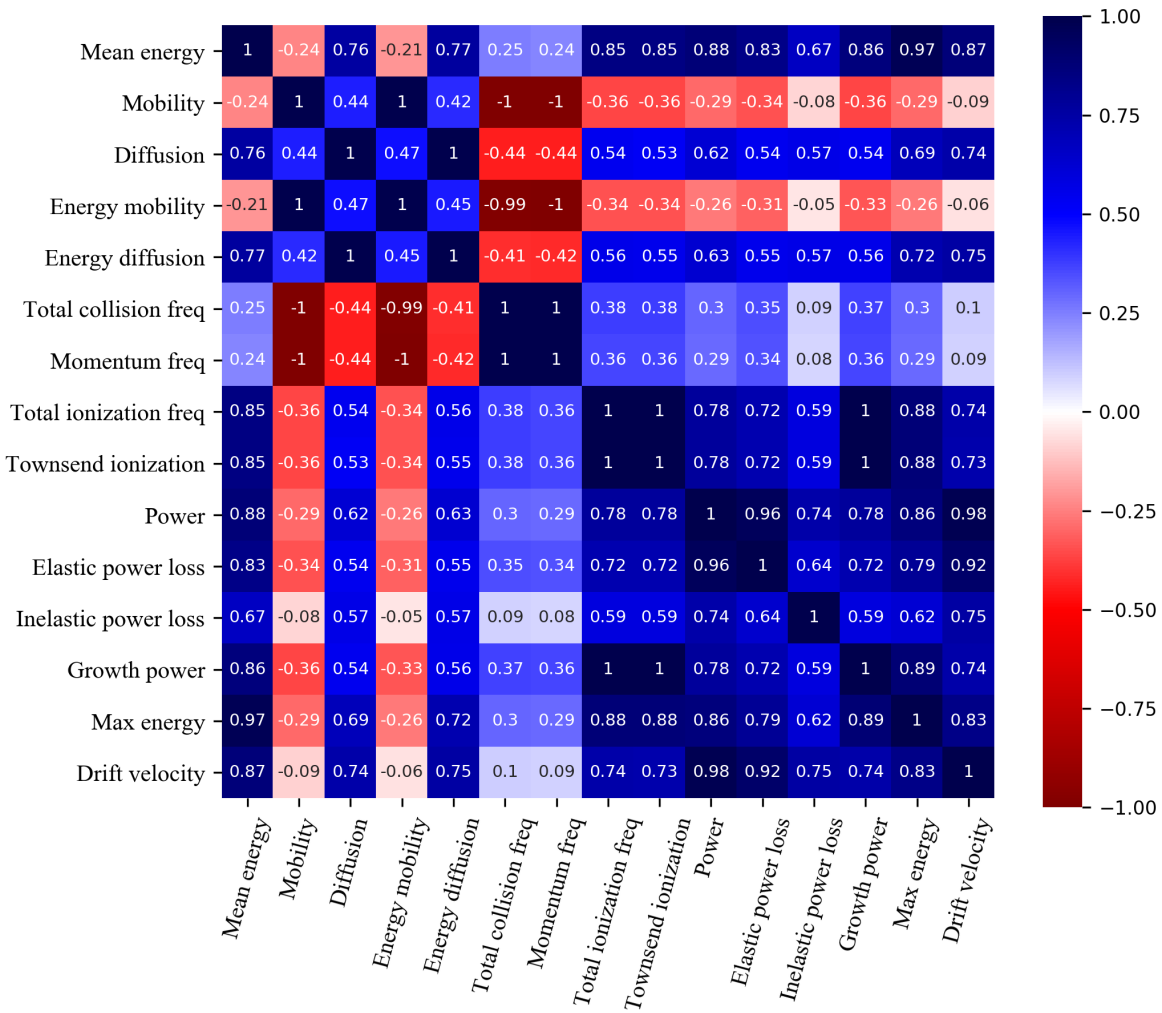 Mean energy 1 -0.24 0.76 -0.21 0.77 0.25 0.24 0.85 0.85 0.88 0.83 0.67 0.86 0.97 0.87
Mobility -0.24 1 0.44 1 0.42 -1 -1 -0.36 -0.36 -0.29 -0.34 -0.08 -0.36 -0.29 -0.09
Diffusion 0.76 0.44 1 0.47 1 -0.44 -0.44 0.54 0.53 0.62 0.54 0.57 0.54 0.69 0.74
Energy mobility -0.21 1 0.47 1 0.45 -0.99 -1 -0.34 -0.34 -0.26 -0.31 -0.05 -0.33 -0.26 -0.06
Energy diffusion 0.77 0.42 1 0.45 1 -0.41 -0.42 0.56 0.55 0.63 0.55 0.57 0.56 0.72 0.75
Total collision freq 0.25 -1 -0.44 -0.99 -0.41 1 1 0.38 0.38 0.3 0.35 0.09 0.37 0.3 0.1
Momentum freq 0.24 -1 -0.44 -1 -0.42 1 1 0.36 0.36 0.29 0.34 0.08 0.36 0.29 0.09
Total ionization freq 0.85 -0.36 0.54 -0.34 0.56 0.38 0.36 1 1 0.78 0.72 0.59 1 0.88 0.74
Townsend ionization 0.85 -0.36 0.53 -0.34 0.55 0.38 0.36 1 1 0.78 0.72 0.59 1 0.88 0.73
Power 0.88 -0.29 0.62 -0.26 0.63 0.3 0.29 0.78 0.78 1 0.96 0.74 0.78 0.86 0.98
Elastic power loss 0.83 -0.34 0.54 -0.31 0.55 0.35 0.34 0.72 0.72 0.96 1 0.64 0.72 0.79 0.92
Inelastic power loss 0.67 -0.08 0.57 -0.05 0.57 0.09 0.08 0.59 0.59 0.74 0.64 1 0.59 0.62 0.75
Growth power 0.86 -0.36 0.54 -0.33 0.56 0.37 0.36 1 1 0.78 0.72 0.59 1 0.89 0.74
Max energy 0.97 -0.29 0.69 -0.26 0.72 0.3 0.29 0.88 0.88 0.86 0.79 0.62 0.89 1 0.83
Drift velocity 0.87 -0.09 0.74 -0.06 0.75 0.1 0.09 0.74 0.73 0.98 0.92 0.75 0.74 0.83 1
Mean energy
Mobility
Diffusion
Energy mobility
Energy diffusion
Total collision freq
Momentum freq
Total ionization freq
Townsend ionization
Power
Elastic power loss
Inelastic power loss
Growth power
Max energy
Drift velocity
1.00
0.75
0.50
0.25
0.00
−0.25
−0.50
−0.75
−1.00